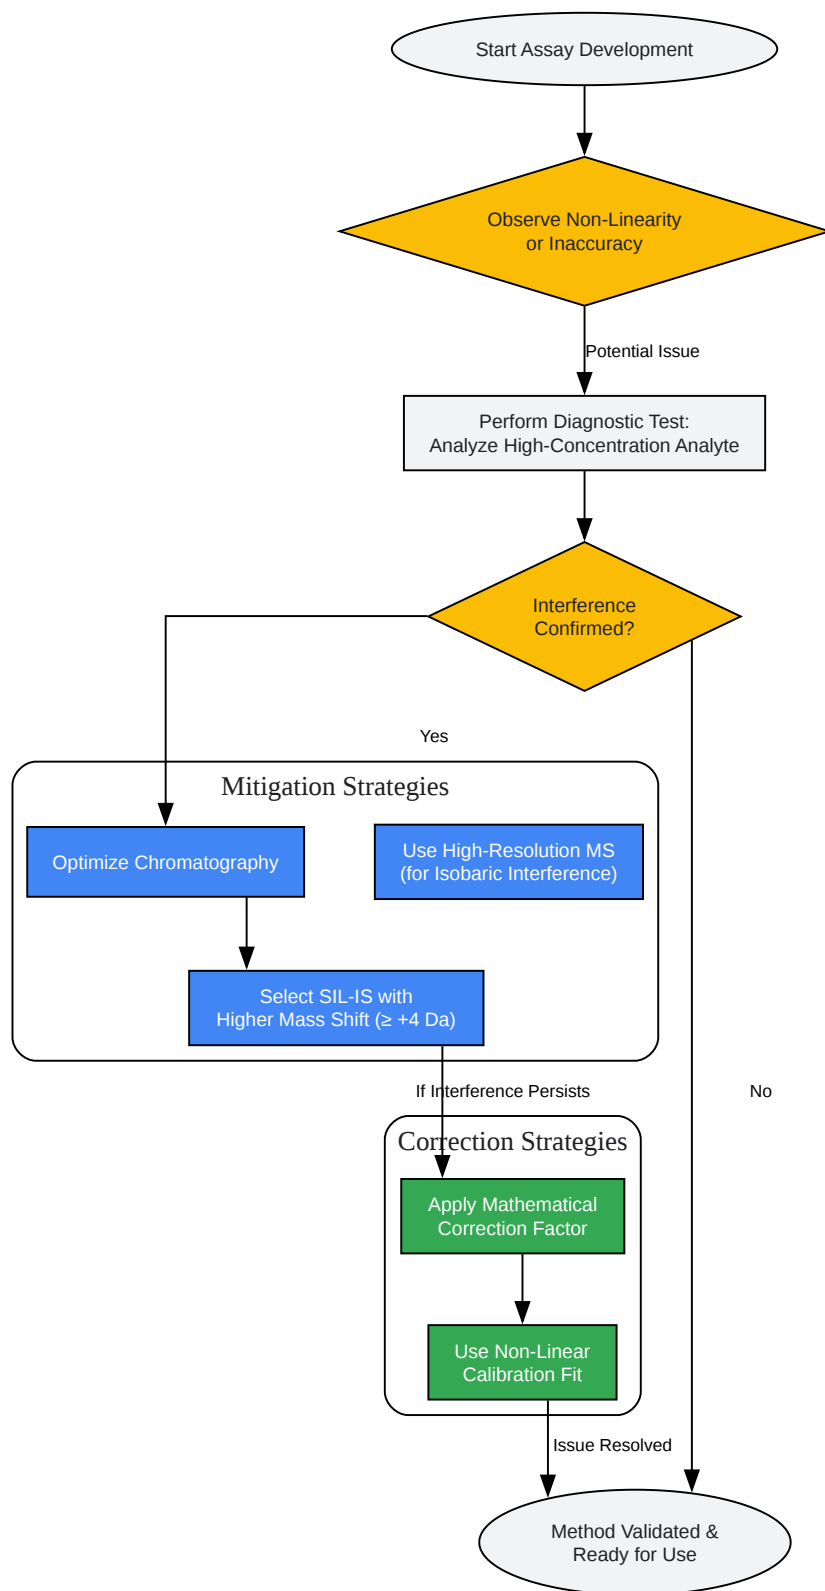 Start Assay Development
Observe Non-Linearity
or Inaccuracy
Potential Issue
Perform Diagnostic Test:
Analyze High-Concentration Analyte
Interference
Confirmed?
Yes
Mitigation Strategies
Optimize Chromatography
Use High-Resolution MS
(for Isobaric Interference)
Select SIL-IS with
Higher Mass Shift (≥ +4 Da)
If Interference Persists
No
Correction Strategies
Apply Mathematical
Correction Factor
Use Non-Linear
Calibration Fit
Issue Resolved
Method Validated &
Ready for Use